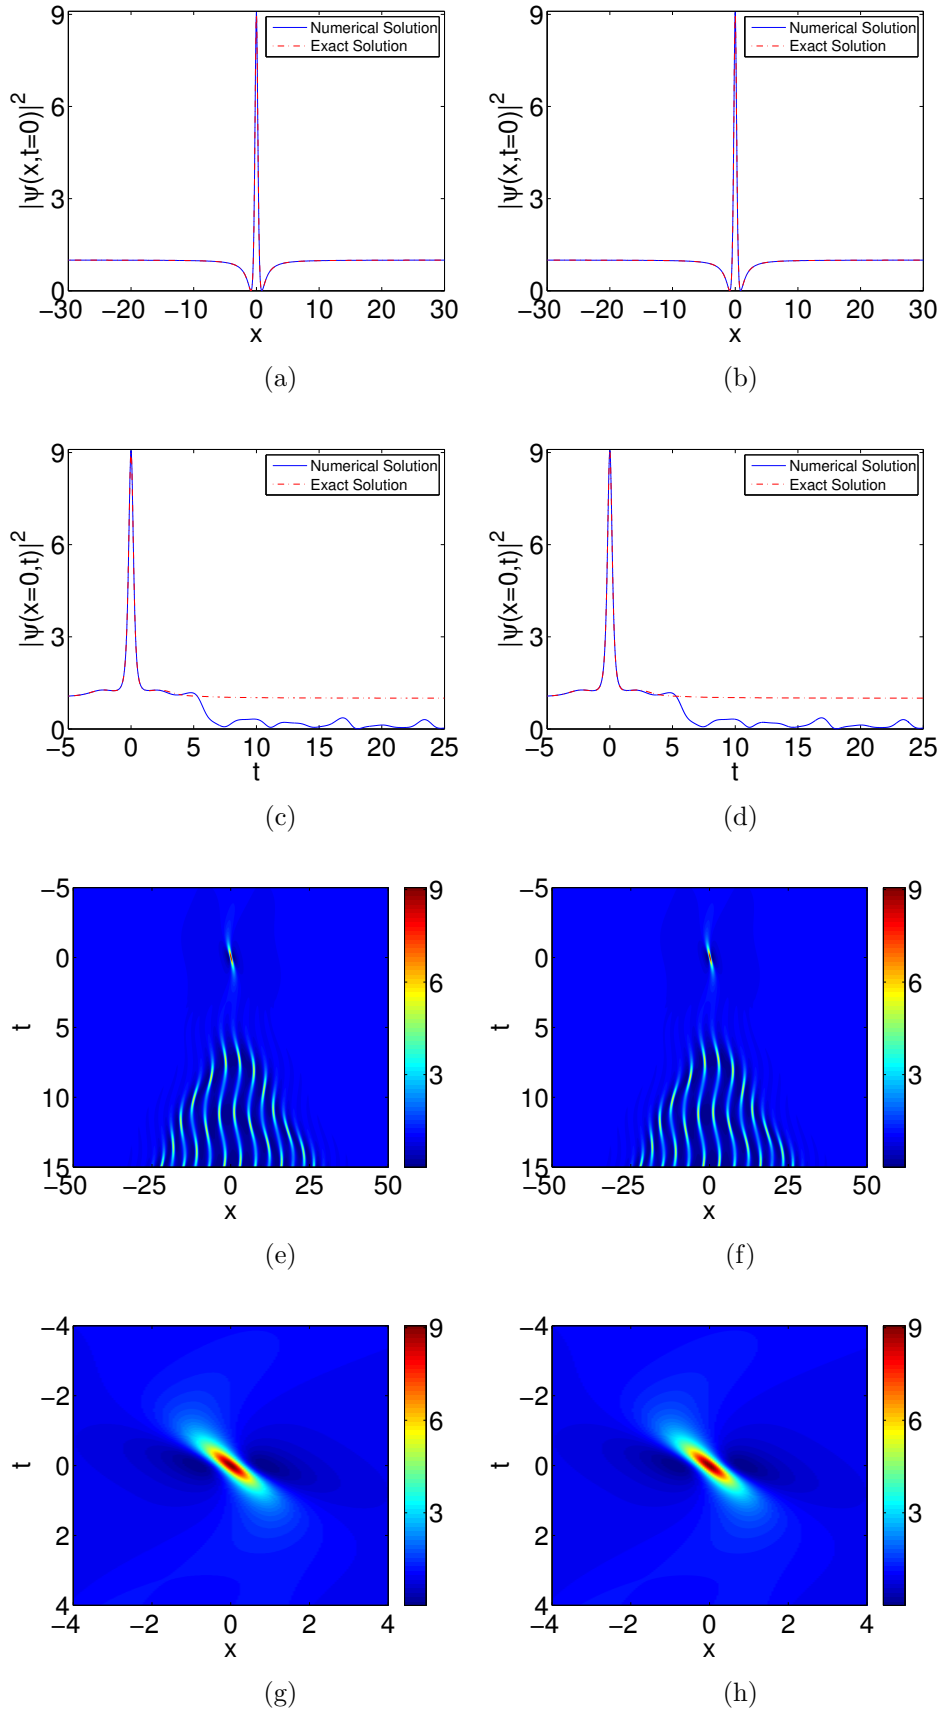 9
6
3
0
|ψ(x,t=0)|²
Numerical Solution
Exact Solution
−30 −20 −10 0 10 20 30
x
(a)
9
6
3
0
|ψ(x,t=0)|²
Numerical Solution
Exact Solution
−30 −20 −10 0 10 20 30
x
(b)
9
6
3
0
|ψ(x=0,t)|²
Numerical Solution
Exact Solution
−5 0 5 10 15 20 25
t
(c)
9
6
3
0
|ψ(x=0,t)|²
Numerical Solution
Exact Solution
−5 0 5 10 15 20 25
t
(d)
−5
0
5
10
15
t
−50 −25 0 25 50
x
9
6
3
(e)
−5
0
5
10
15
t
−50 −25 0 25 50
x
9
6
3
(f)
−4
−2
0
2
4
t
−4 −2 0 2 4
x
9
6
3
(g)
−4
−2
0
2
4
t
−4 −2 0 2 4
x
9
6
3
(h)